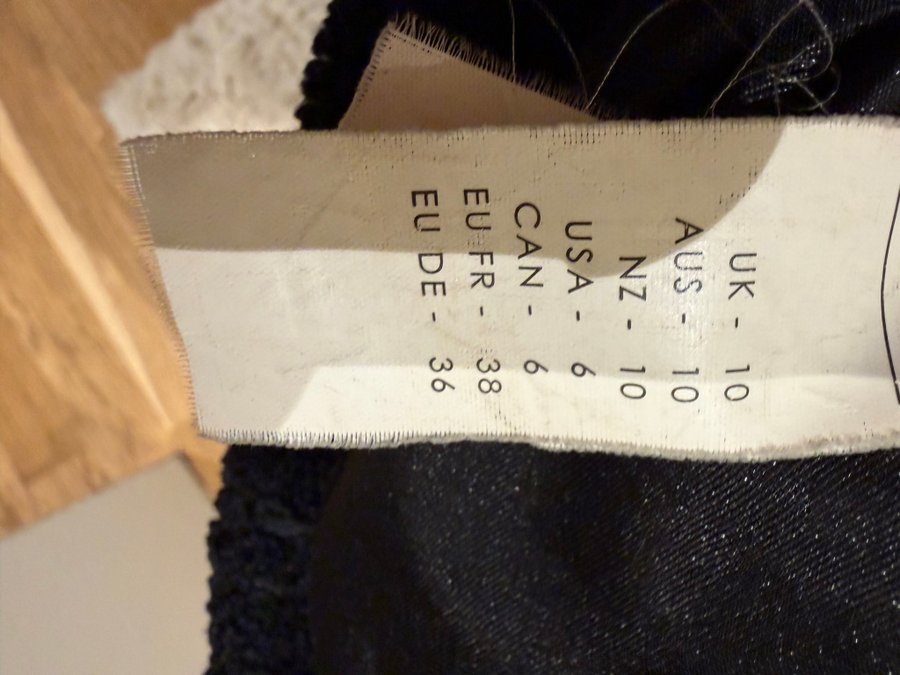 UK - 10
AUS - 10
NZ - 10
USA - 6
CAN - 6
EU FR - 38
EU DE - 36